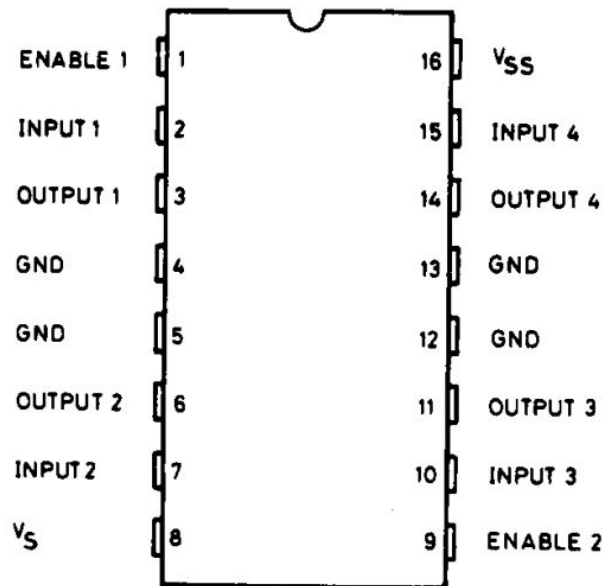 ENABLE 1 1 16 VSS
INPUT 1 2 15 INPUT 4
OUTPUT 1 3 14 OUTPUT 4
GND 4 13 GND
GND 5 12 GND
OUTPUT 2 6 11 OUTPUT 3
INPUT 2 7 10 INPUT 3
VS 8 9 ENABLE 2